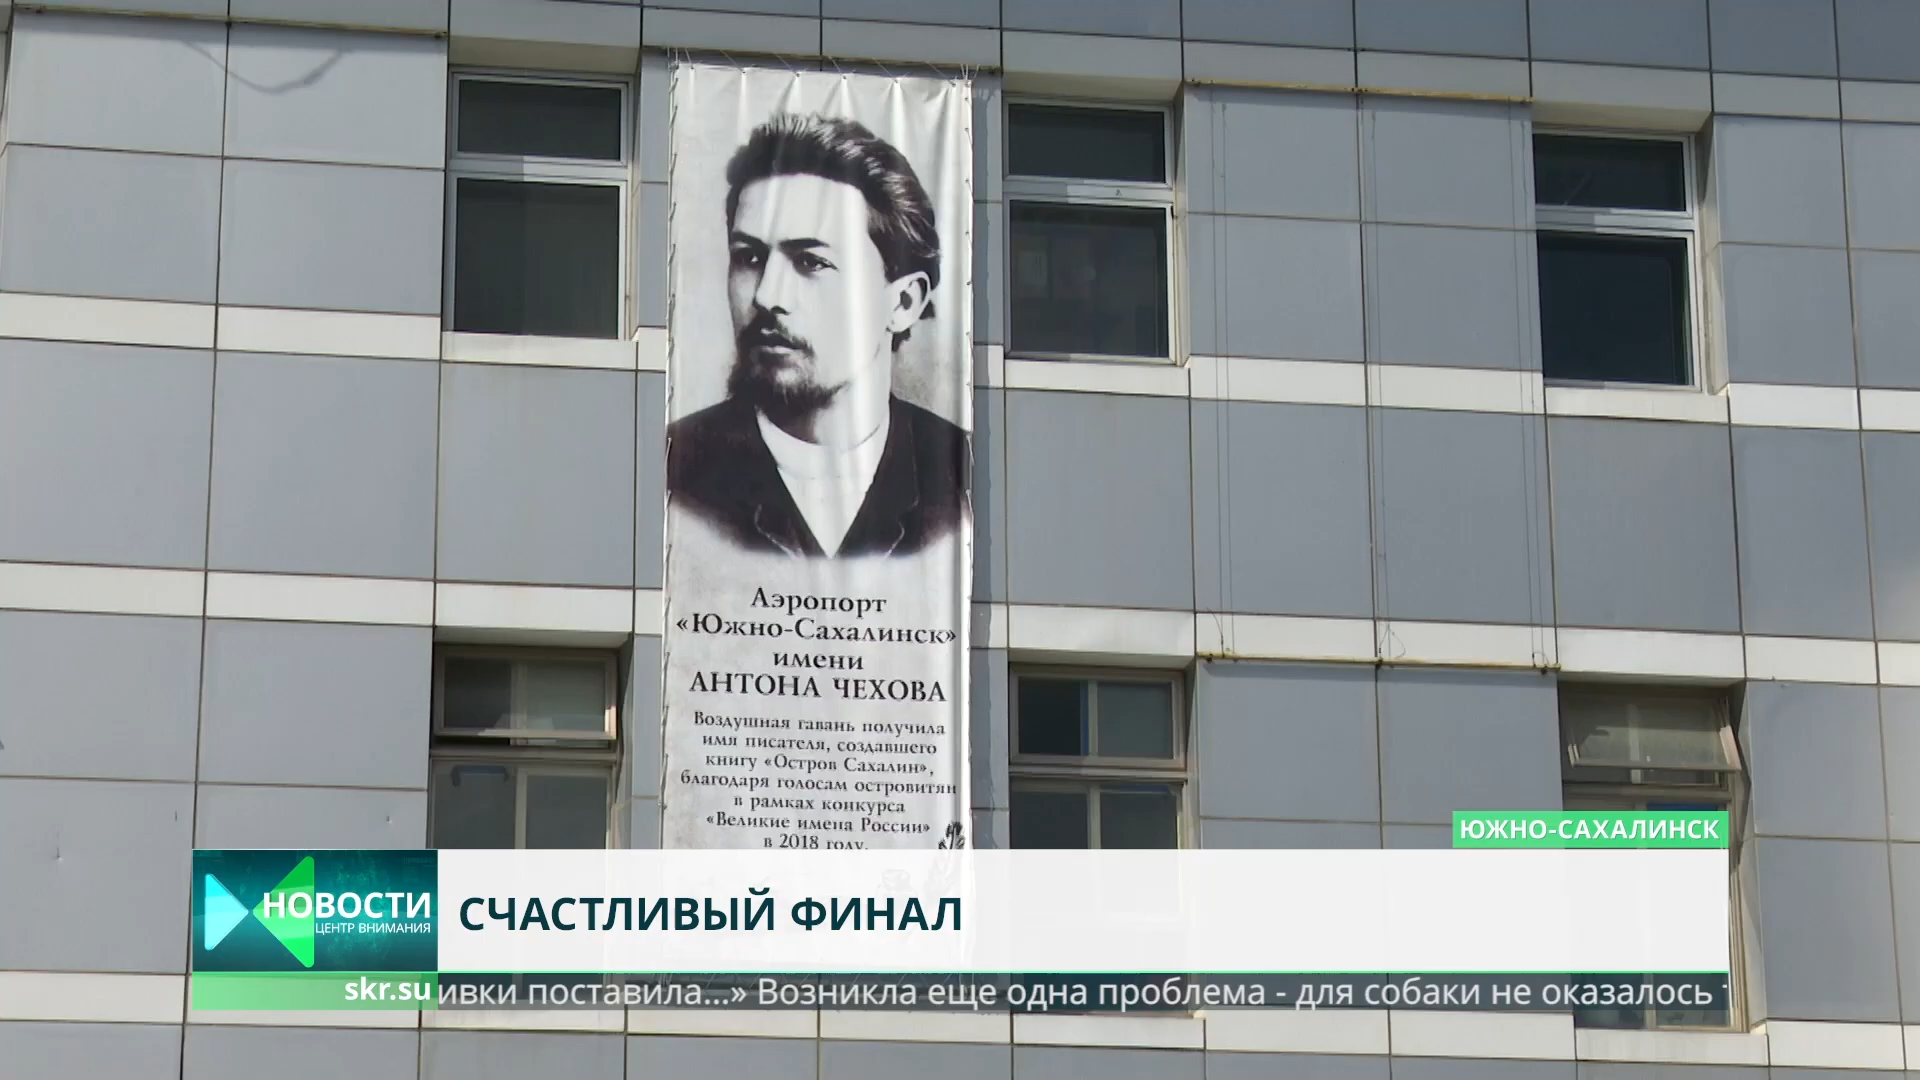 Аэропорт
«Южно-Сахалинск»
имени
АНТОНА ЧЕХОВА
Воздушная гавань получила
имя писателя, создавшего
книгу «Остров Сахалин»,
благодаря голосам островитян
в рамках конкурса
«Великие имена России»
в 2018 году.
ЮЖНО-САХАЛИНСК
НОВОСТИ
ЦЕНТР ВНИМАНИЯ
СЧАСТЛИВЫЙ ФИНАЛ
skr.su
ивки поставила...» Возникла еще одна проблема - для собаки не оказалось